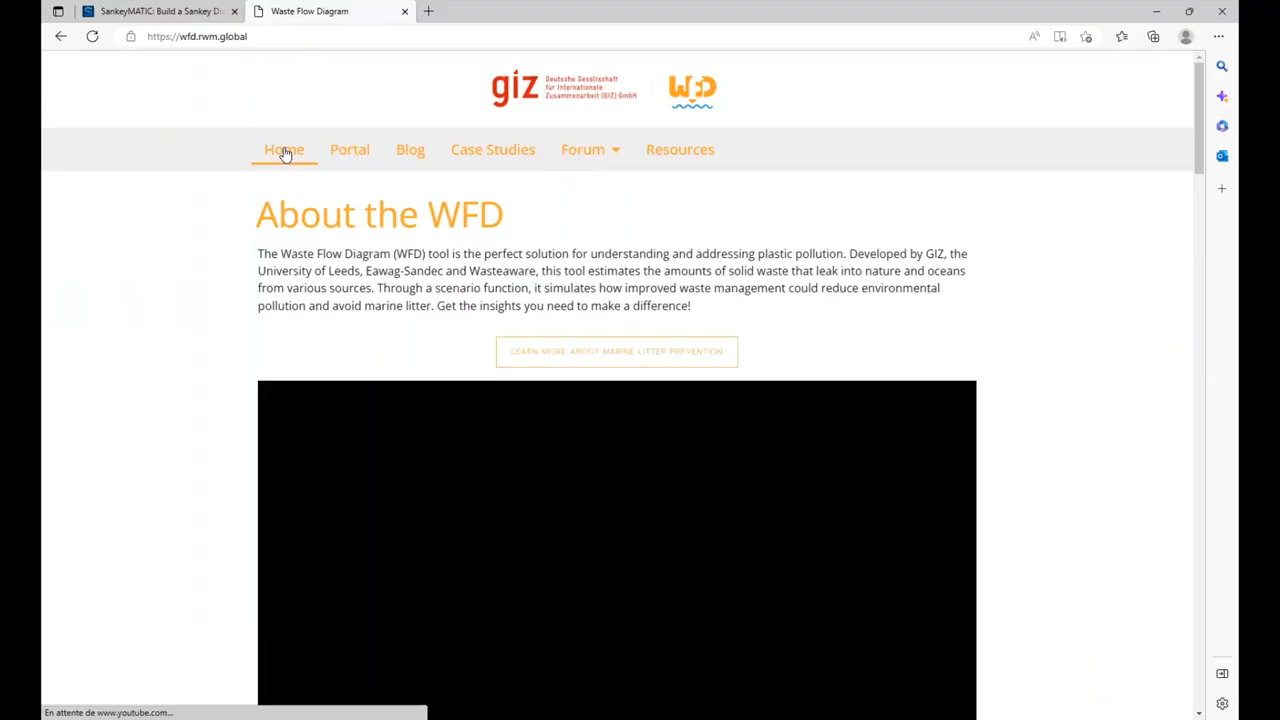 SankeyMATIC: Build a Sankey Di
Waste Flow Diagram
https://wfd.rwm.global
giz
Deutsche Gesellschaft
für Internationale
Zusammenarbeit (GIZ) GmbH
WFD
Home
Portal
Blog
Case Studies
Forum
Resources
About the WFD
The Waste Flow Diagram (WFD) tool is the perfect solution for understanding and addressing plastic pollution. Developed by GIZ, the
University of Leeds, Eawag-Sandec and Wasteaware, this tool estimates the amounts of solid waste that leak into nature and oceans
from various sources. Through a scenario function, it simulates how improved waste management could reduce environmental
pollution and avoid marine litter. Get the insights you need to make a difference!
LEARN MORE ABOUT MARINE LITTER PREVENTION
En attente de www.youtube.com...